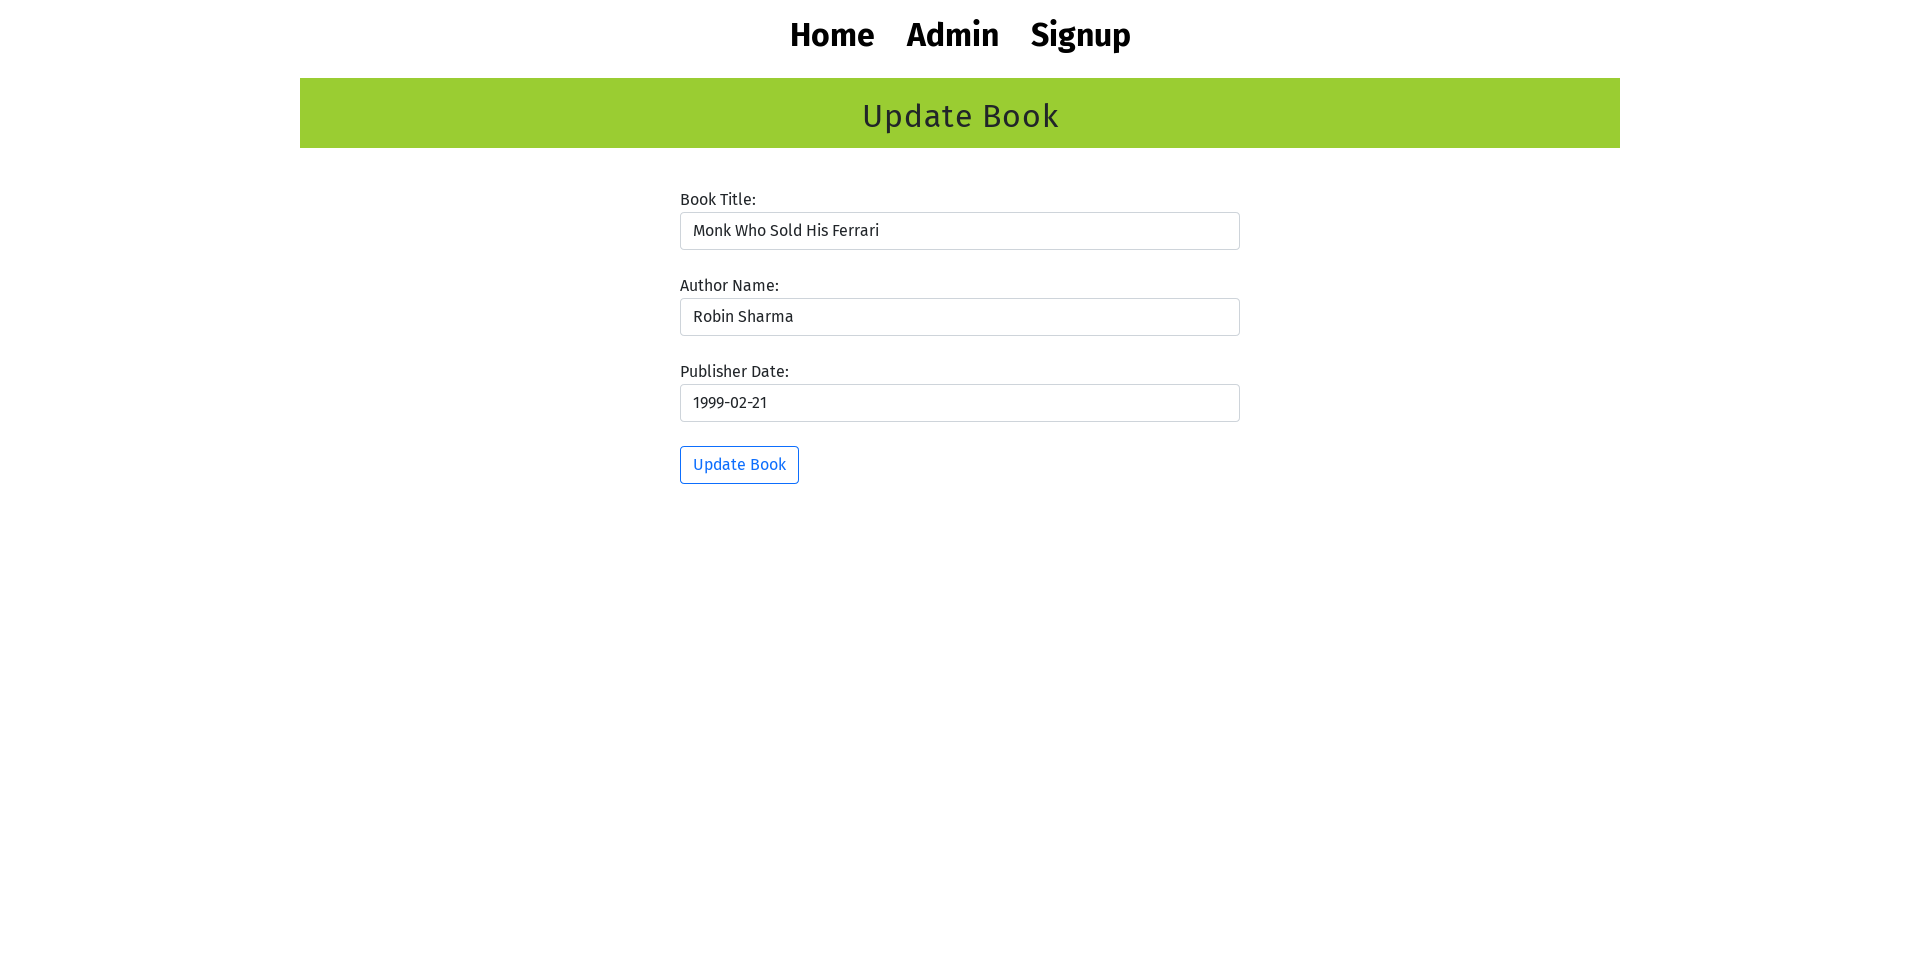 Home Admin Signup
Update Book
Book Title:
Monk Who Sold His Ferrari
Author Name:
Robin Sharma
Publisher Date:
1999-02-21
Update Book